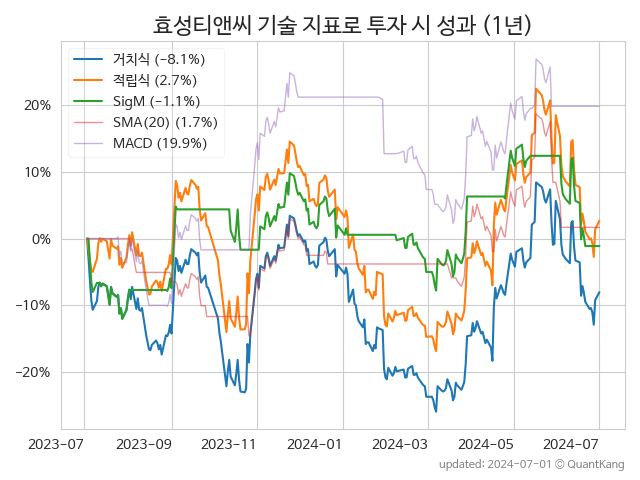 효성티앤씨 기술 지표로 투자 시 성과 (1년)
거치식 (−8.1%)
적립식 (2.7%)
SigM (−1.1%)
SMA(20) (1.7%)
MACD (19.9%)
20%
10%
0%
−10%
−20%
2023-07 2023-09 2023-11 2024-01 2024-03 2024-05 2024-07
updated: 2024-07-01 © QuantKang